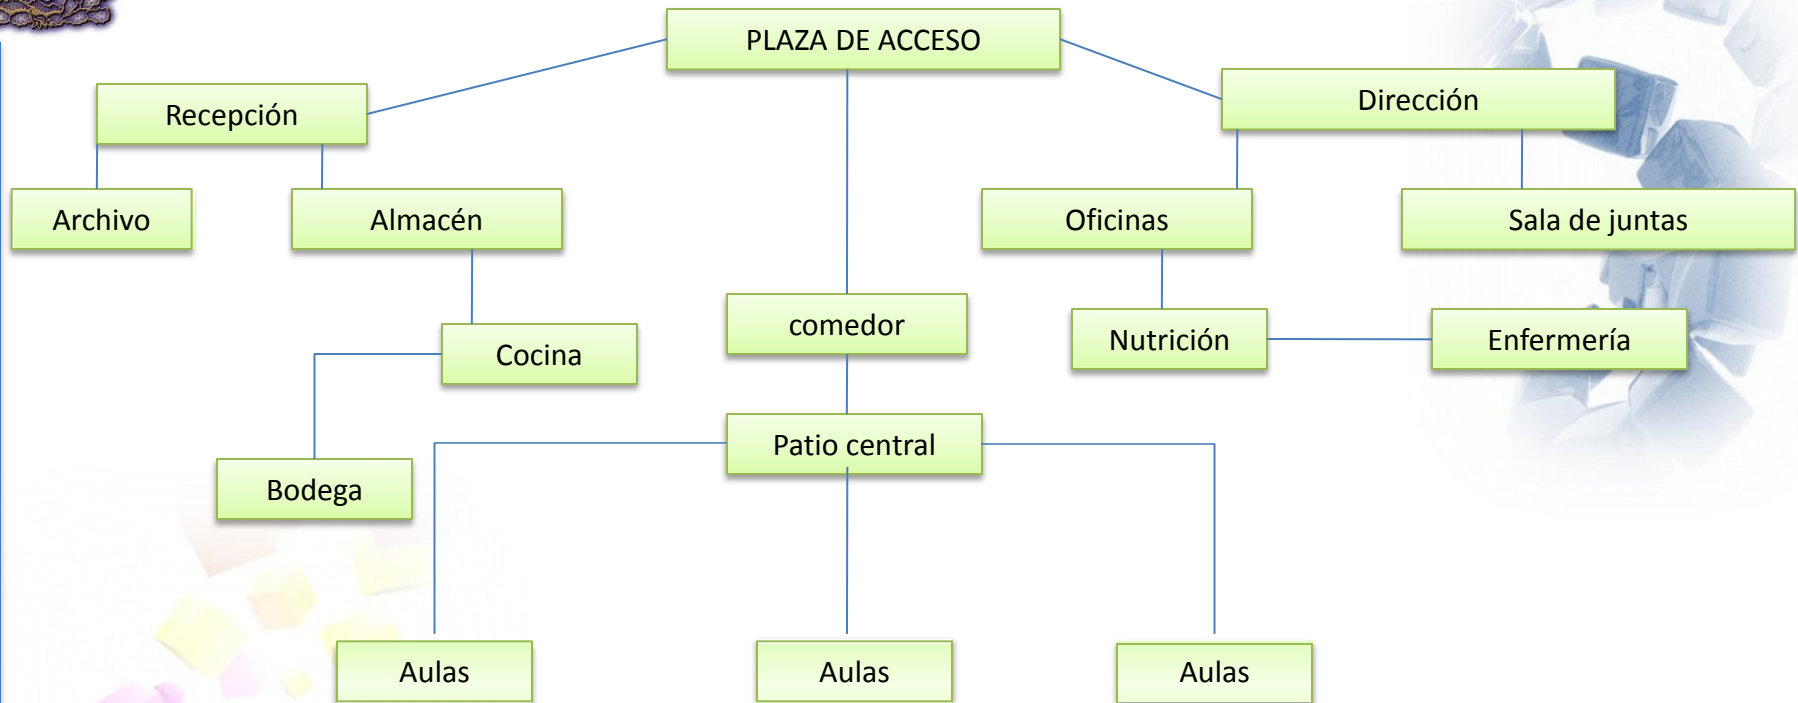 PLAZA DE ACCESO
Recepción
Dirección
Archivo
Almacén
Oficinas
Sala de juntas
comedor
Cocina
Nutrición
Enfermería
Patio central
Bodega
Aulas
Aulas
Aulas